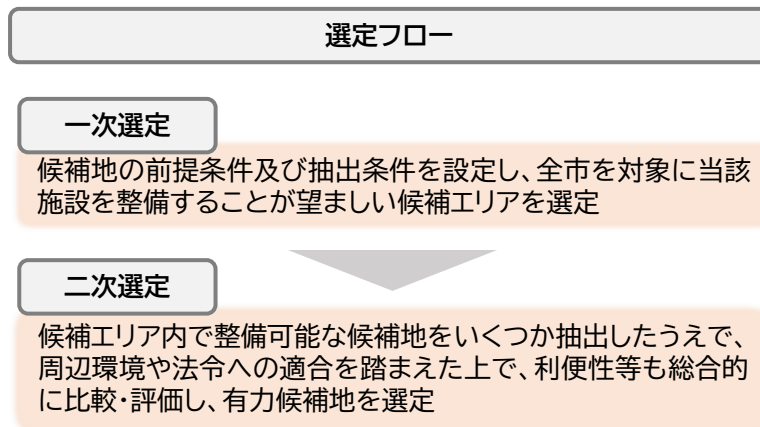 選定フロー
一次選定
候補地の前提条件及び抽出条件を設定し、全市を対象に当該
施設を整備することが望ましい候補エリアを選定
二次選定
候補エリア内で整備可能な候補地をいくつか抽出したうえで、
周辺環境や法令への適合を踏まえた上で、利便性等も総合的
に比較・評価し、有力候補地を選定